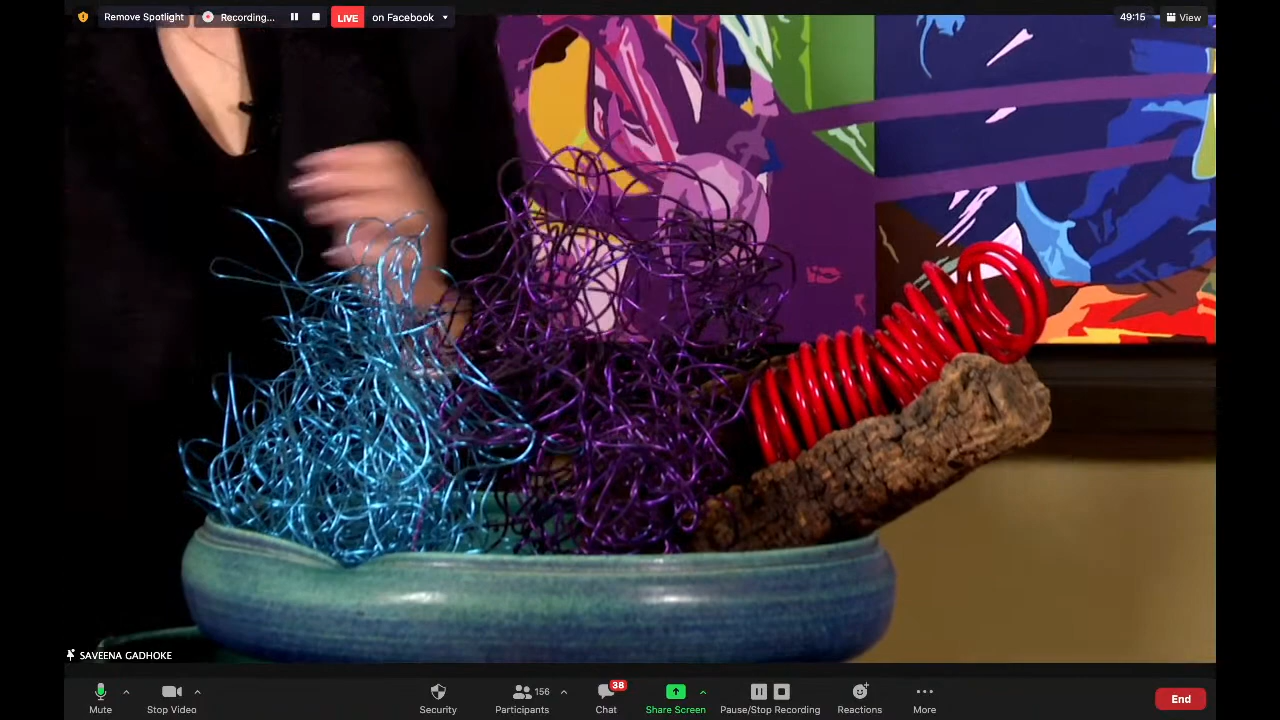 Remove Spotlight
Recording...
LIVE
on Facebook
49:15
View
SAVEENA GADHOKE
Mute
Stop Video
Security
Participants
156
Chat
38
Share Screen
Pause/Stop Recording
Reactions
More
End